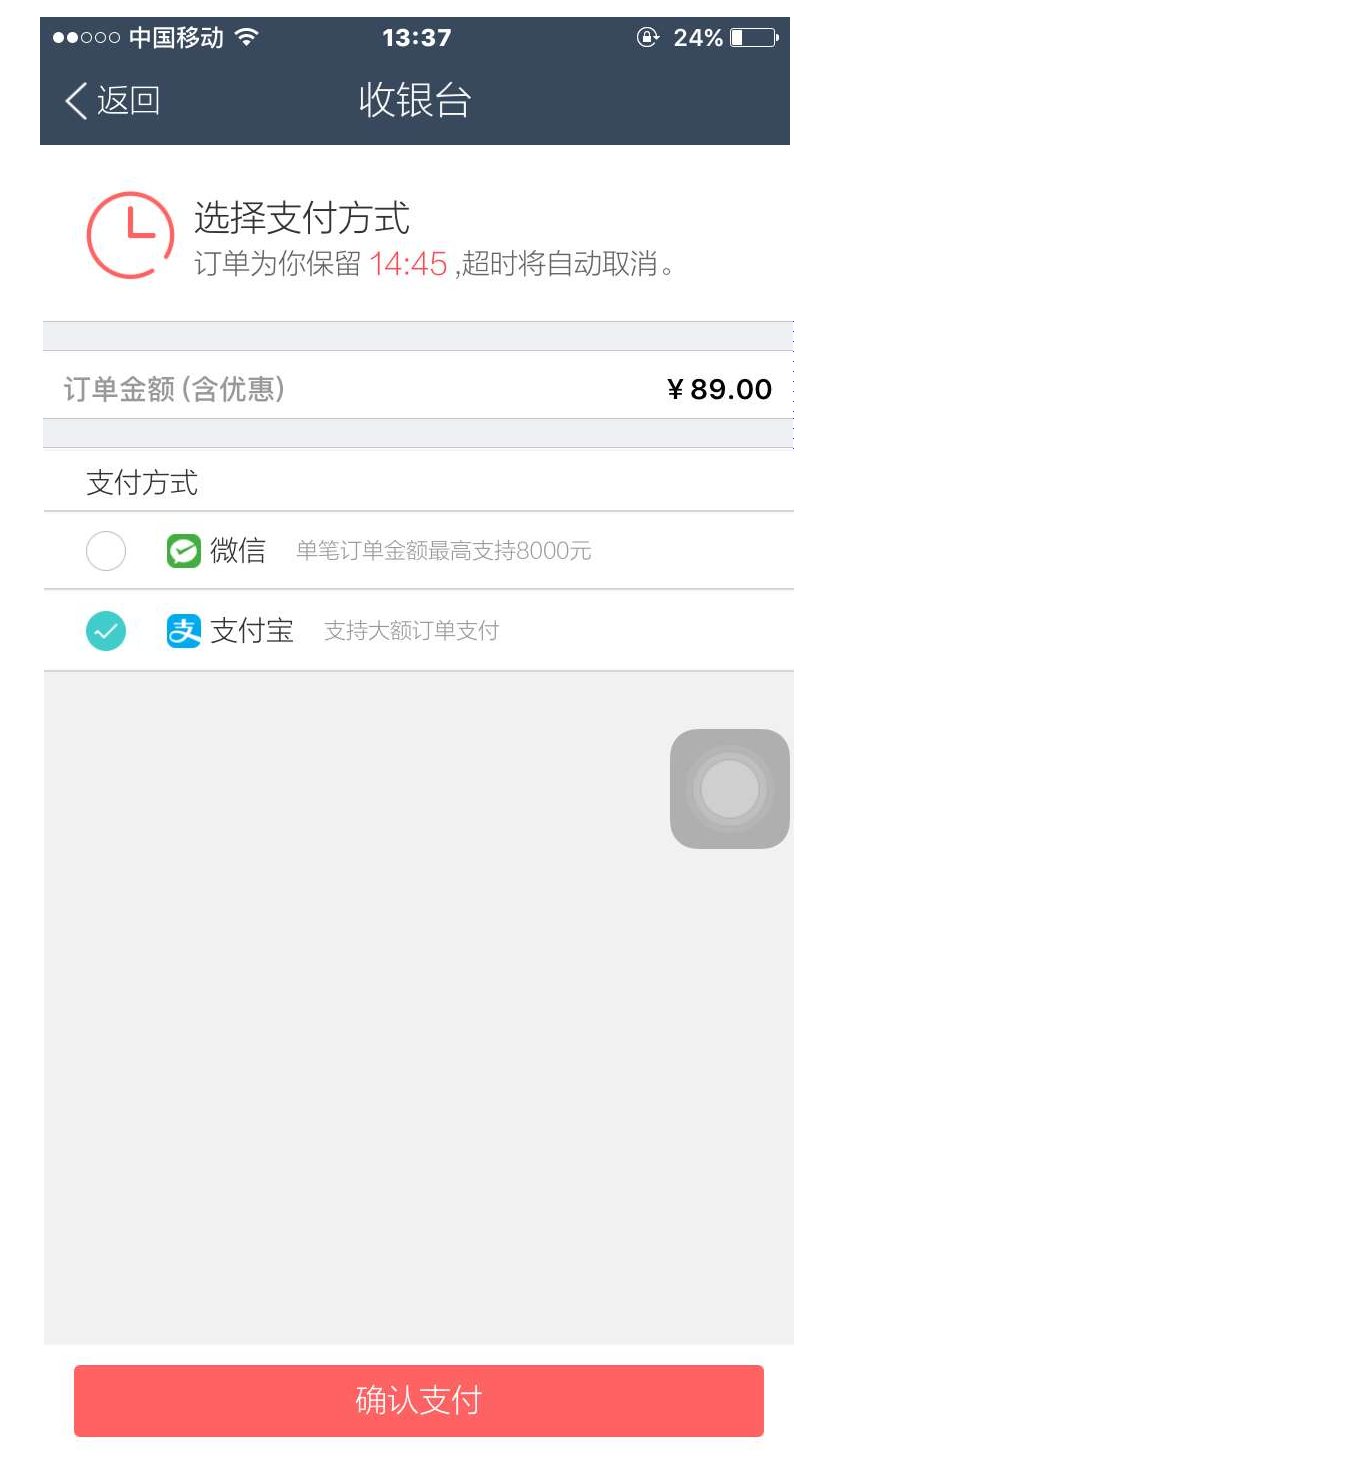 中国移动 13:37 24%
返回 收银台
选择支付方式
订单为你保留 14:45 ,超时将自动取消。
订单金额(含优惠) ¥ 89.00
支付方式
微信 单笔订单金额最高支持8000元
支付宝 支持大额订单支付
确认支付